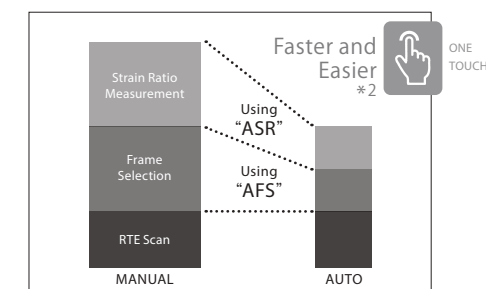 Faster and
Easier
*2
ONE
TOUCH
Strain Ratio
Measurement
Using
“ASR”
Frame
Selection
Using
“AFS”
RTE Scan
MANUAL
AUTO